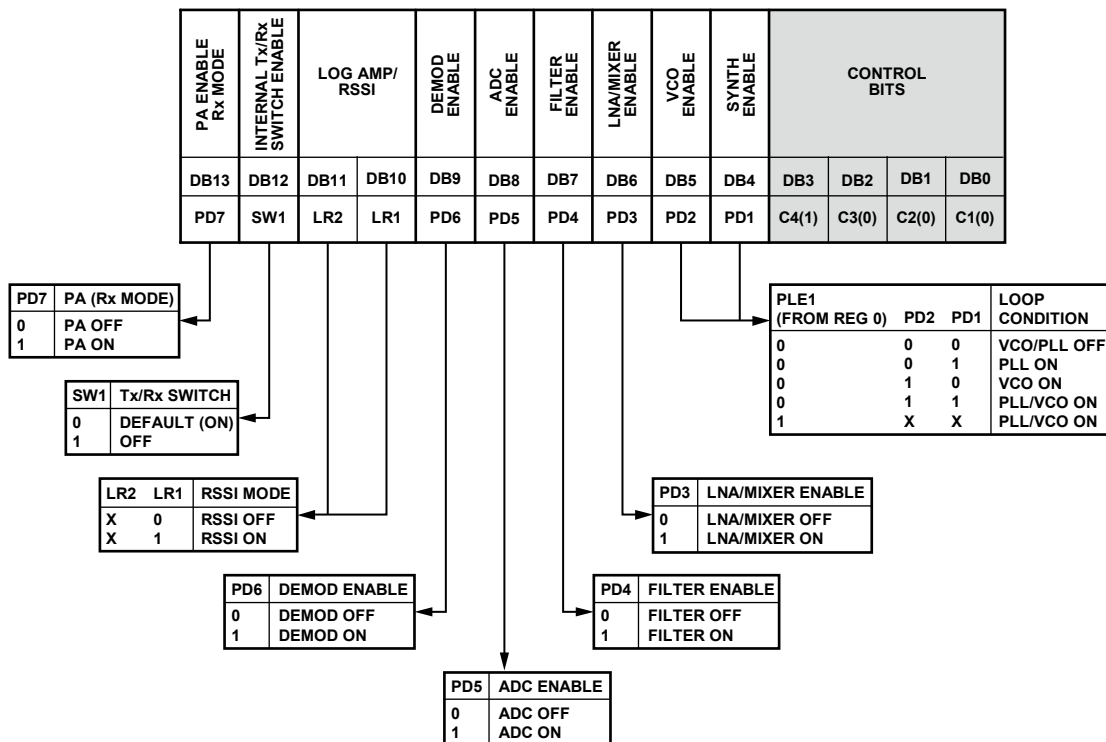 PA ENABLE
Rx MODE
INTERNAL Tx/Rx
SWITCH ENABLE
LOG AMP/
RSSI
DEMOD
ENABLE
ADC
ENABLE
FILTER
ENABLE
LNA/MIXER
ENABLE
VCO
ENABLE
SYNTH
ENABLE
CONTROL
BITS
DB13 DB12 DB11 DB10 DB9 DB8 DB7 DB6 DB5 DB4 DB3 DB2 DB1 DB0
PD7 SW1 LR2 LR1 PD6 PD5 PD4 PD3 PD2 PD1 C4(1) C3(0) C2(0) C1(0)
PD7 PA (Rx MODE)
0 PA OFF
1 PA ON
PLE1
(FROM REG 0) PD2 PD1 LOOP
CONDITION
0 0 0 VCO/PLL OFF
0 0 1 PLL ON
0 1 0 VCO ON
0 1 1 PLL/VCO ON
1 X X PLL/VCO ON
SW1 Tx/Rx SWITCH
0 DEFAULT (ON)
1 OFF
LR2 LR1 RSSI MODE
X 0 RSSI OFF
X 1 RSSI ON
PD3 LNA/MIXER ENABLE
0 LNA/MIXER OFF
1 LNA/MIXER ON
PD6 DEMOD ENABLE
0 DEMOD OFF
1 DEMOD ON
PD4 FILTER ENABLE
0 FILTER OFF
1 FILTER ON
PD5 ADC ENABLE
0 ADC OFF
1 ADC ON